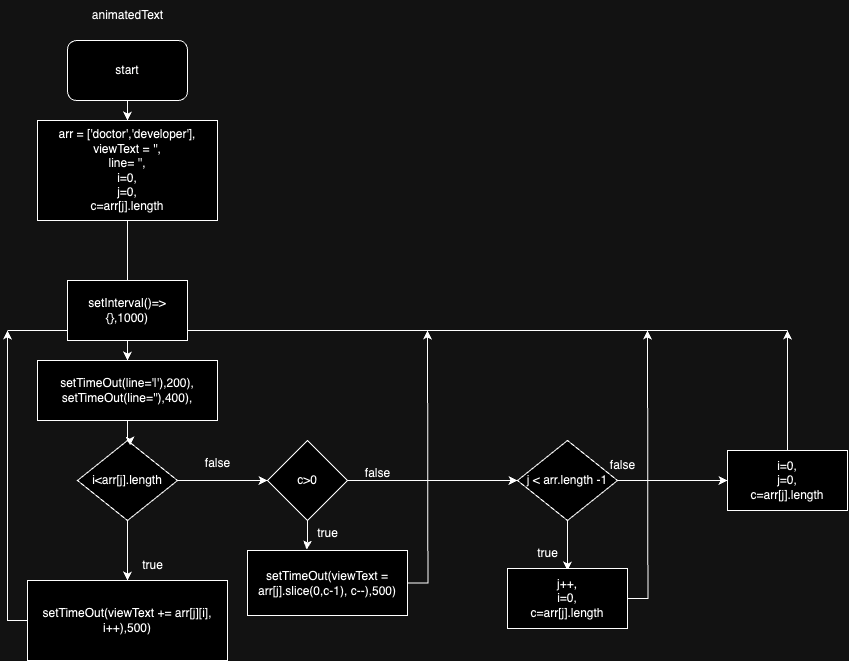 animatedText
start
arr = ['doctor','developer'],
viewText = '',
line= '',
i=0,
j=0,
c=arr[j].length
setInterval()=>
{},1000)
setTimeOut(line='l'),200),
setTimeOut(line=''),400),
i<arr[j].length
false
c>0
false
j < arr.length -1
false
i=0,
j=0,
c=arr[j].length
true
true
true
setTimeOut(viewText += arr[j][i],
i++),500)
setTimeOut(viewText =
arr[j].slice(0,c-1), c--),500)
j++,
i=0,
c=arr[j].length